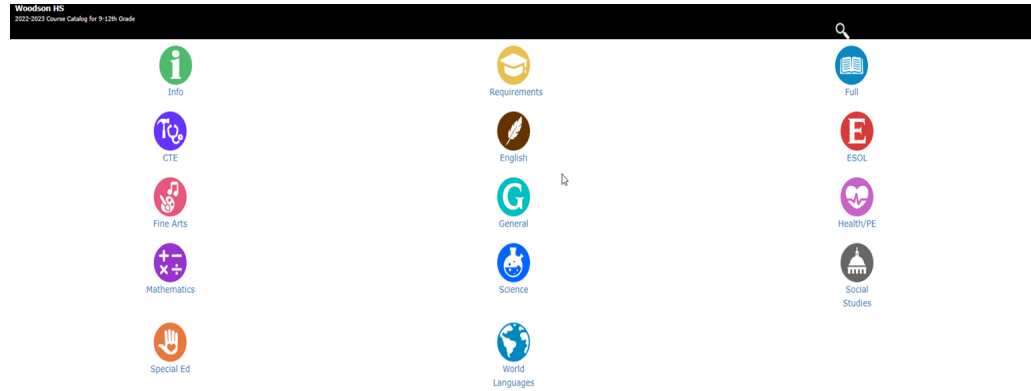 Woodson HS
2022-2023 Course Catalog for 9-12th Grade
Info
Requirements
Full
CTE
English
E
ESOL
Fine Arts
G
General
Health/PE
Mathematics
Science
Social
Studies
Special Ed
World
Languages